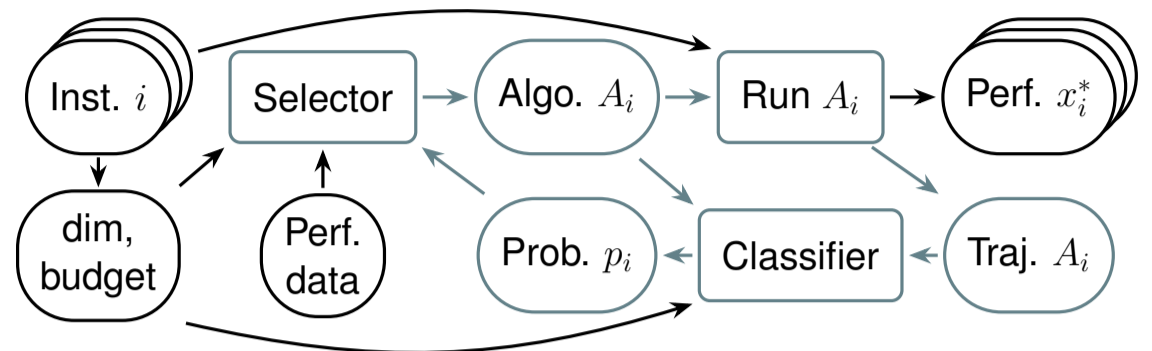 Inst. i
Selector
Algo. A_i
Run A_i
Perf. x_i^*
dim,
budget
Perf.
data
Prob. p_i
Classifier
Traj. A_i